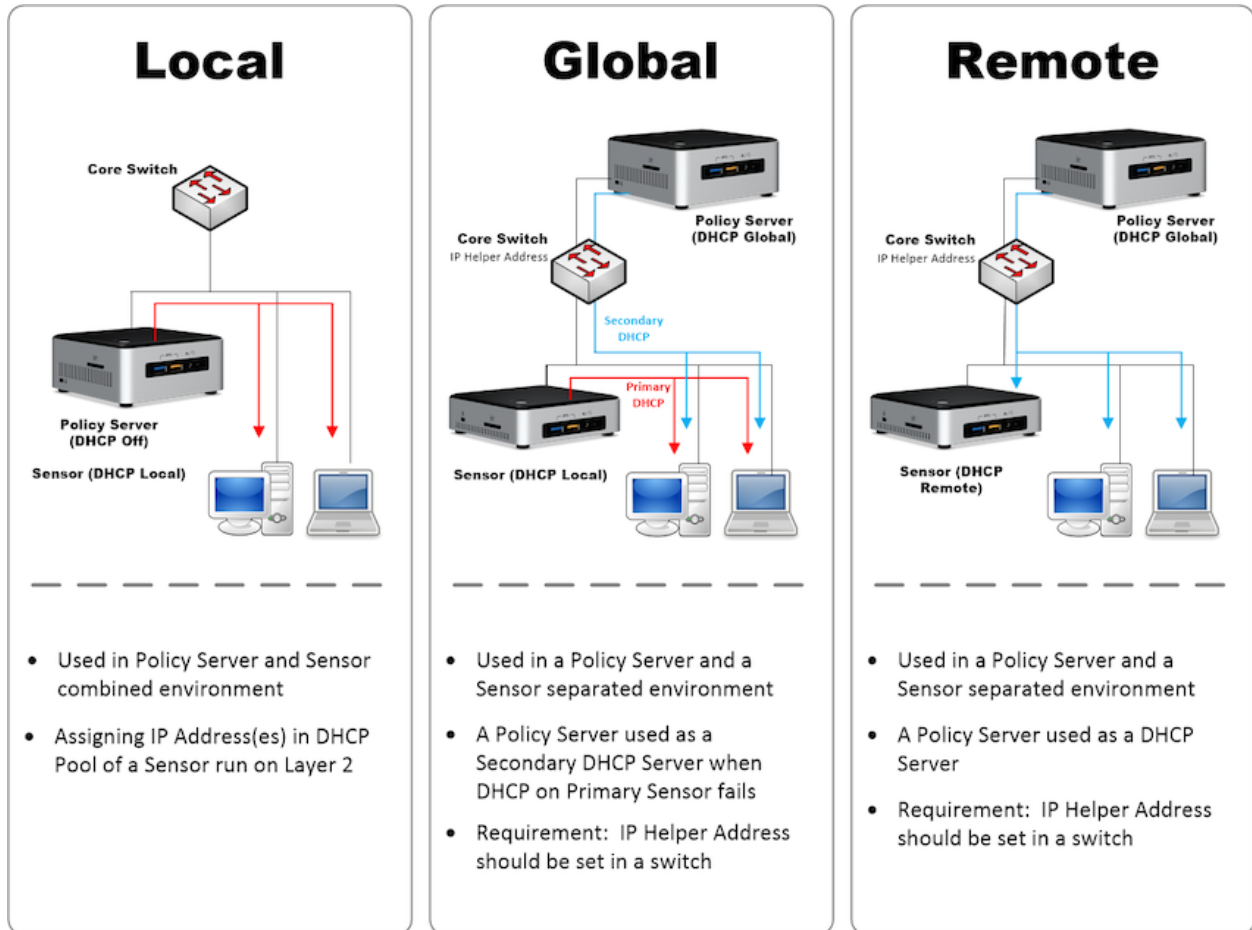 Local
Core Switch
Policy Server
(DHCP Off)
Sensor (DHCP Local)
• Used in Policy Server and Sensor
combined environment
• Assigning IP Address(es) in DHCP
Pool of a Sensor run on Layer 2
Global
Policy Server
(DHCP Global)
Core Switch
IP Helper Address
Secondary
DHCP
Primary
DHCP
Sensor (DHCP Local)
• Used in a Policy Server and a
Sensor separated environment
• A Policy Server used as a
Secondary DHCP Server when
DHCP on Primary Sensor fails
• Requirement:  IP Helper Address
should be set in a switch
Remote
Policy Server
(DHCP Global)
Core Switch
IP Helper Address
Sensor (DHCP
Remote)
• Used in a Policy Server and a
Sensor separated environment
• A Policy Server used as a DHCP
Server
• Requirement:  IP Helper Address
should be set in a switch